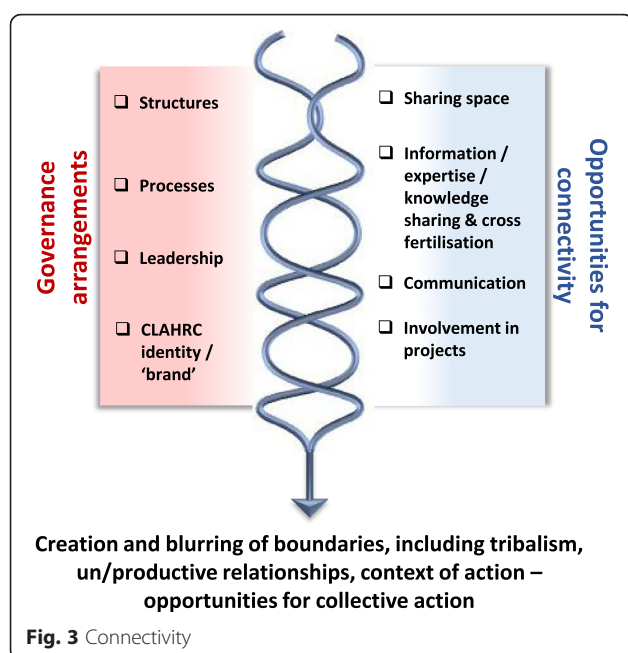 Governance
arrangements
❑ Structures
❑ Processes
❑ Leadership
❑ CLAHRC
identity /
‘brand’
❑ Sharing space
❑ Information /
expertise /
knowledge
sharing & cross
fertilisation
❑ Communication
❑ Involvement in
projects
Opportunities for
connectivity
Creation and blurring of boundaries, including tribalism,
un/productive relationships, context of action –
opportunities for collective action
Fig. 3 Connectivity